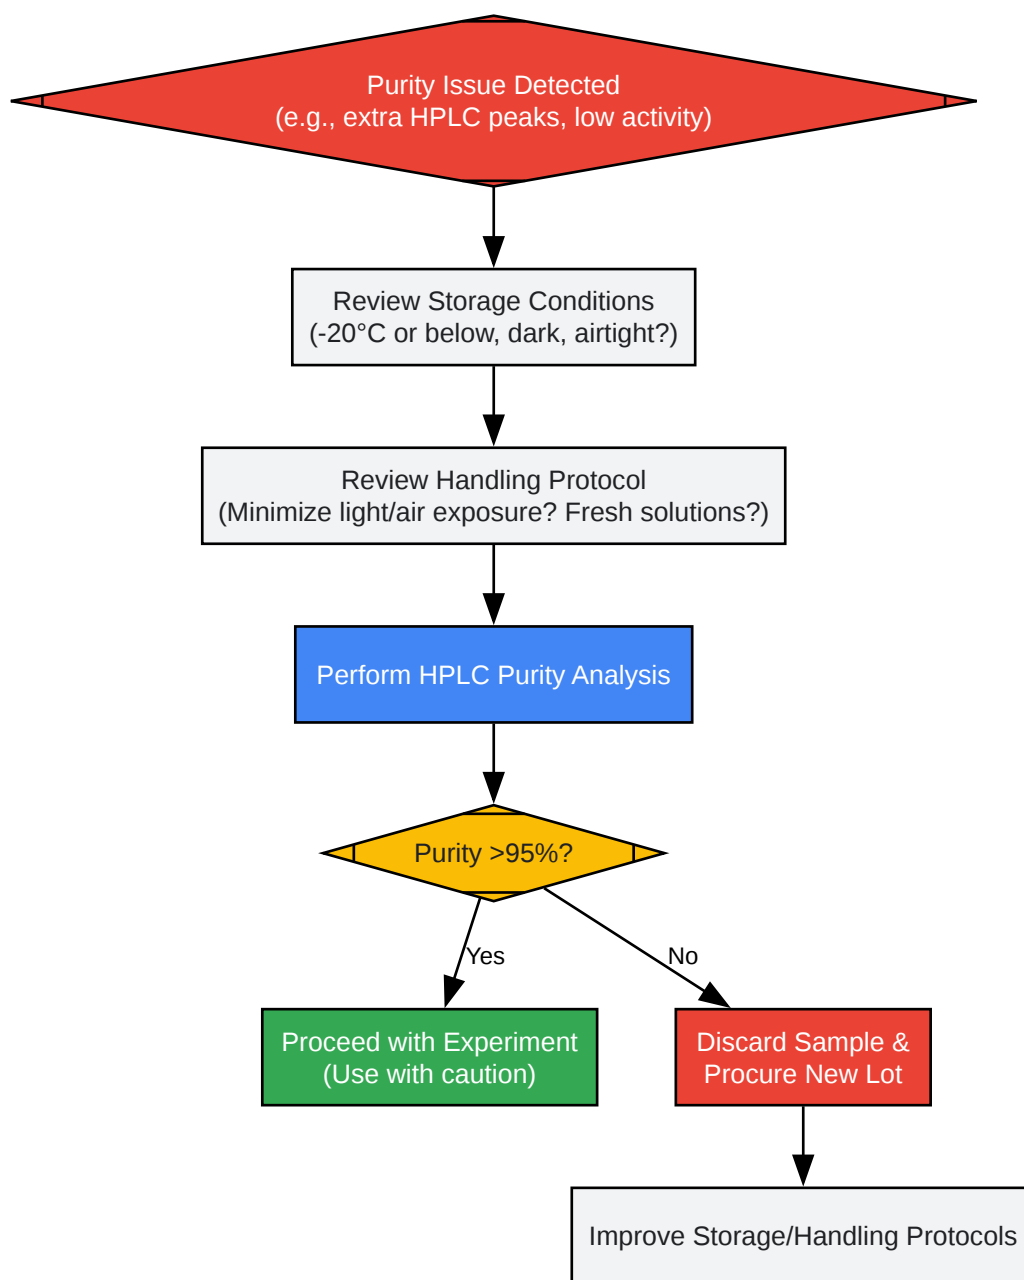 Purity Issue Detected
(e.g., extra HPLC peaks, low activity)
Review Storage Conditions
(-20°C or below, dark, airtight?)
Review Handling Protocol
(Minimize light/air exposure? Fresh solutions?)
Perform HPLC Purity Analysis
Purity >95%?
Yes
No
Proceed with Experiment
(Use with caution)
Discard Sample &
Procure New Lot
Improve Storage/Handling Protocols